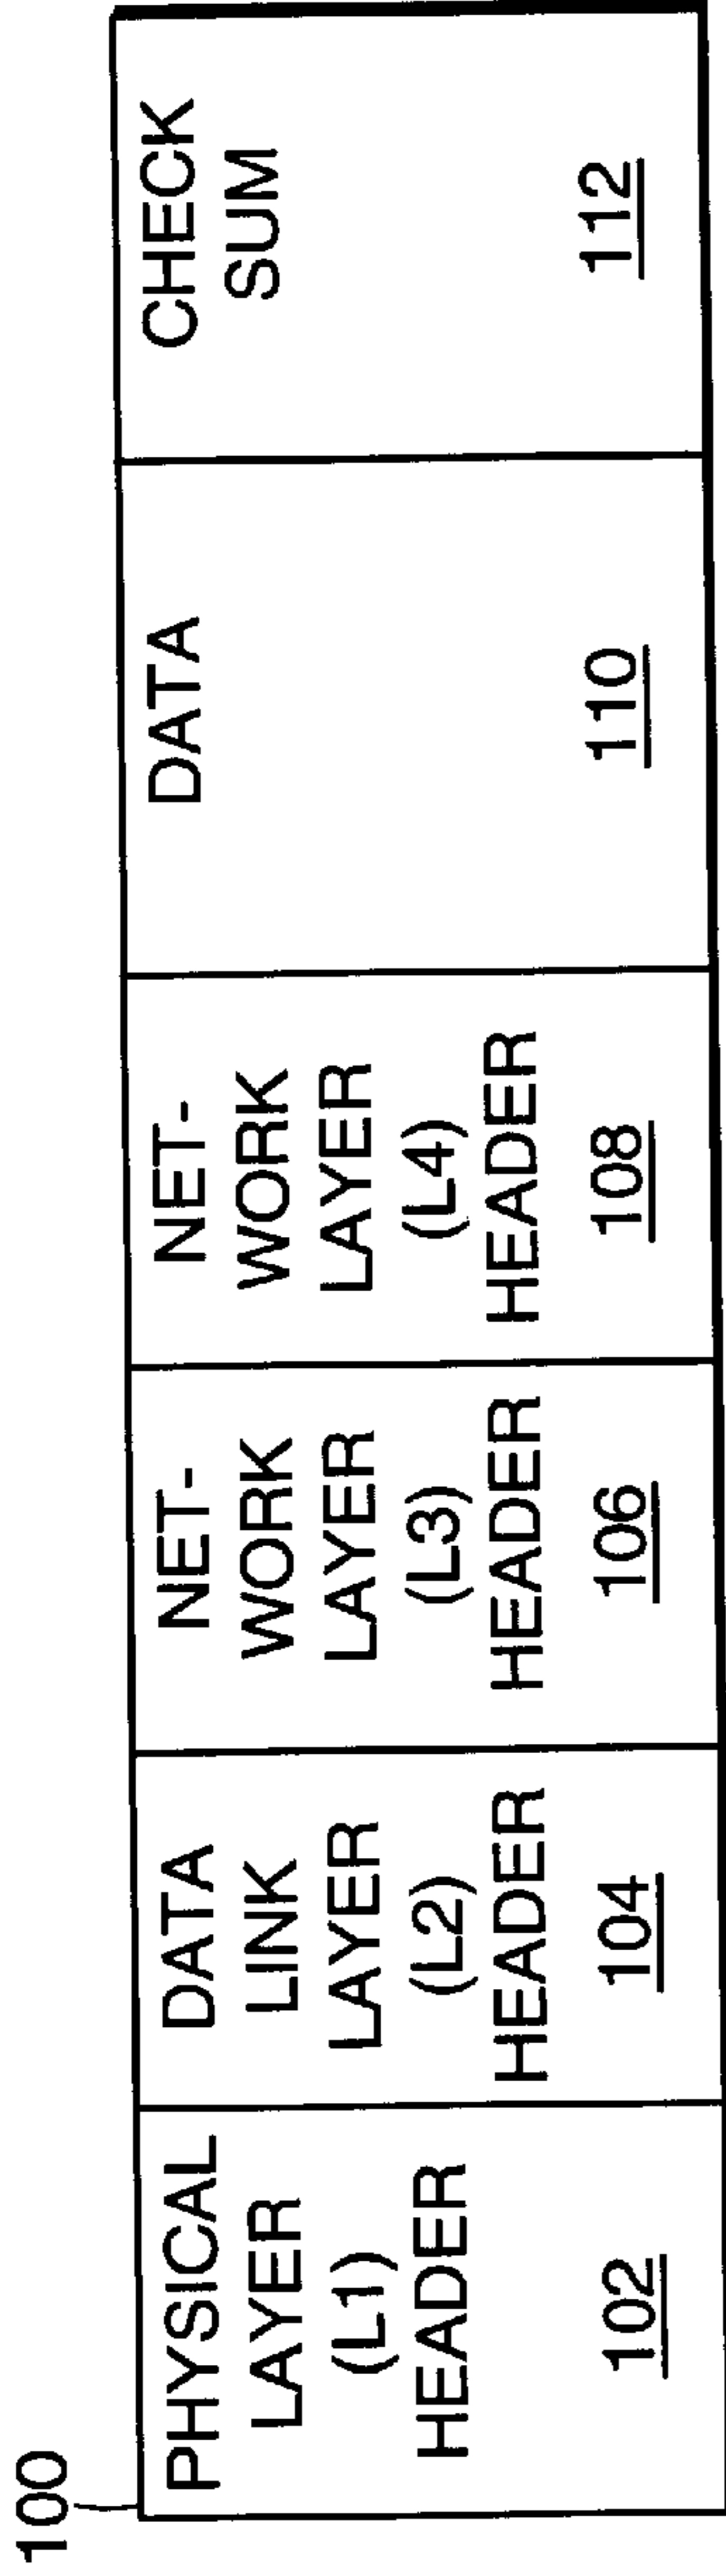 100
PHYSICAL
LAYER
(L1)
HEADER
102
DATA
LINK
LAYER
(L2)
HEADER
104
NET-
WORK
LAYER
(L3)
HEADER
106
NET-
WORK
LAYER
(L4)
HEADER
108
DATA
110
CHECK
SUM
112